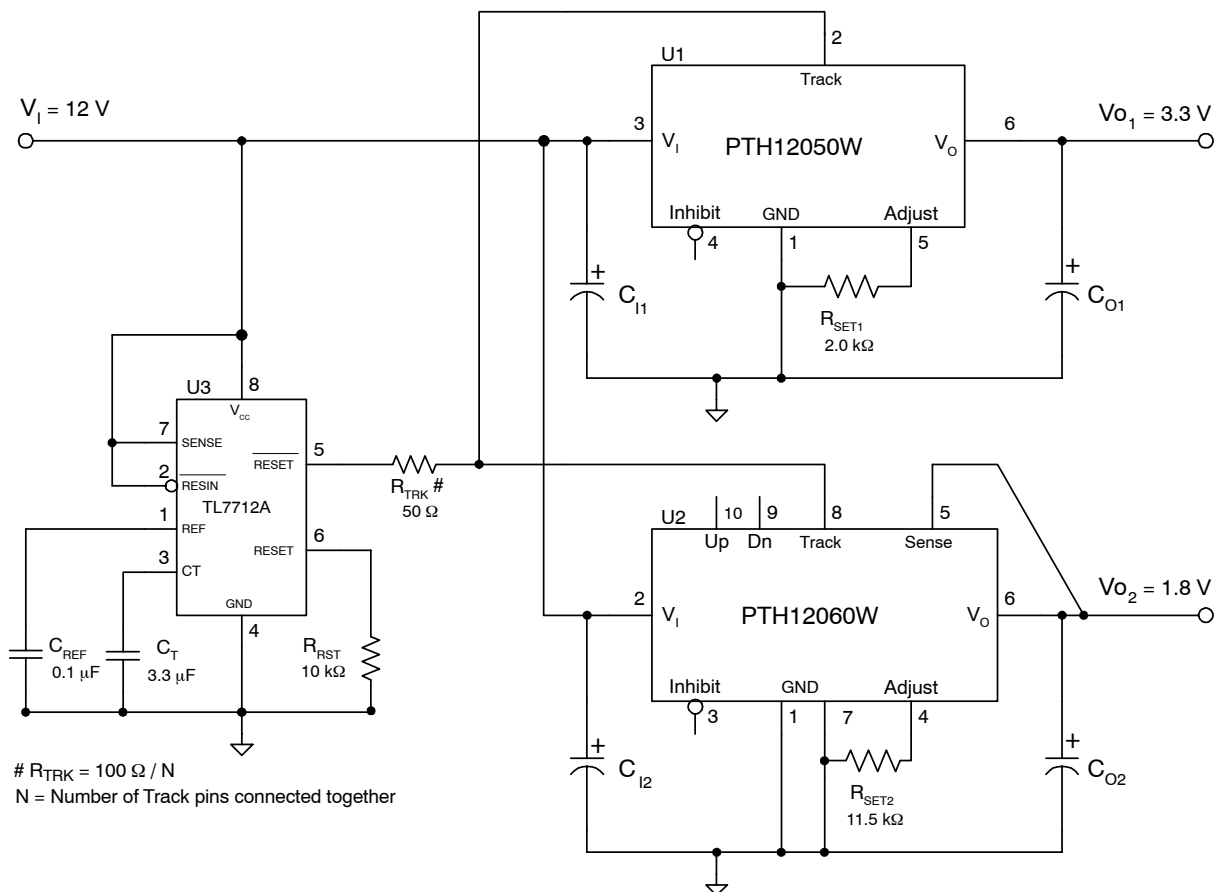 V_I = 12 V
U1
2
Track
3
V_I
PTH12050W
V_O
6
Vo_1 = 3.3 V
Inhibit
4
GND
1
Adjust
5
+
C_I1
R_SET1
2.0 kΩ
+
C_O1
U3
8
V_CC
7
SENSE
2
RESIN
TL7712A
1
REF
3
CT
RESET
5
RESET
6
GND
4
R_TRK #
50 Ω
C_REF
0.1 µF
C_T
3.3 µF
R_RST
10 kΩ
U2
10
Up
9
Dn
8
Track
5
Sense
2
V_I
PTH12060W
V_O
6
Vo_2 = 1.8 V
Inhibit
3
GND
1
7
Adjust
4
+
C_I2
R_SET2
11.5 kΩ
+
C_O2
# R_TRK = 100 Ω / N
N = Number of Track pins connected together